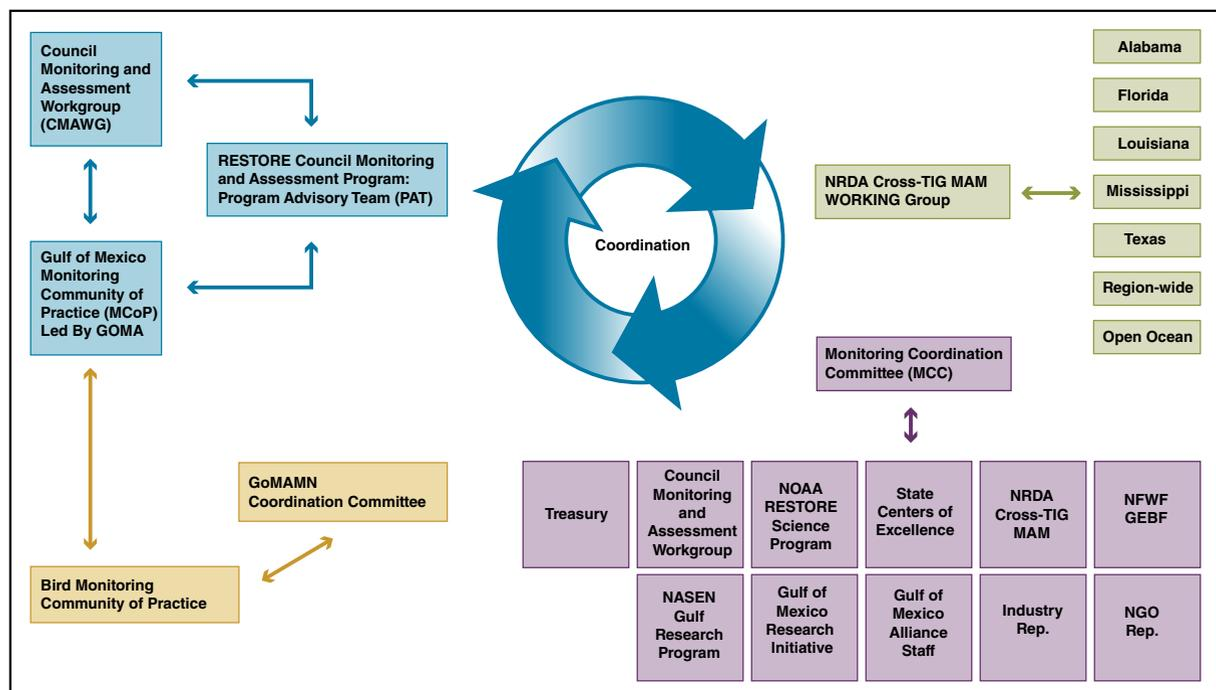 Council
Monitoring and
Assessment
Workgroup
(CMAWG)
RESTORE Council Monitoring
and Assessment Program:
Program Advisory Team (PAT)
Gulf of Mexico
Monitoring
Community of
Practice (MCoP)
Led By GOMA
Coordination
NRDA Cross-TIG MAM
WORKING Group
Alabama
Florida
Louisiana
Mississippi
Texas
Region-wide
Open Ocean
Monitoring Coordination
Committee (MCC)
GoMAMN
Coordination Committee
Bird Monitoring
Community of Practice
Treasury
Council
Monitoring
and
Assessment
Workgroup
NOAA
RESTORE
Science
Program
State
Centers of
Excellence
NRDA
Cross-TIG
MAM
NFWF
GEBF
NASEN
Gulf
Research
Program
Gulf of
Mexico
Research
Initiative
Gulf of
Mexico
Alliance
Staff
Industry
Rep.
NGO
Rep.